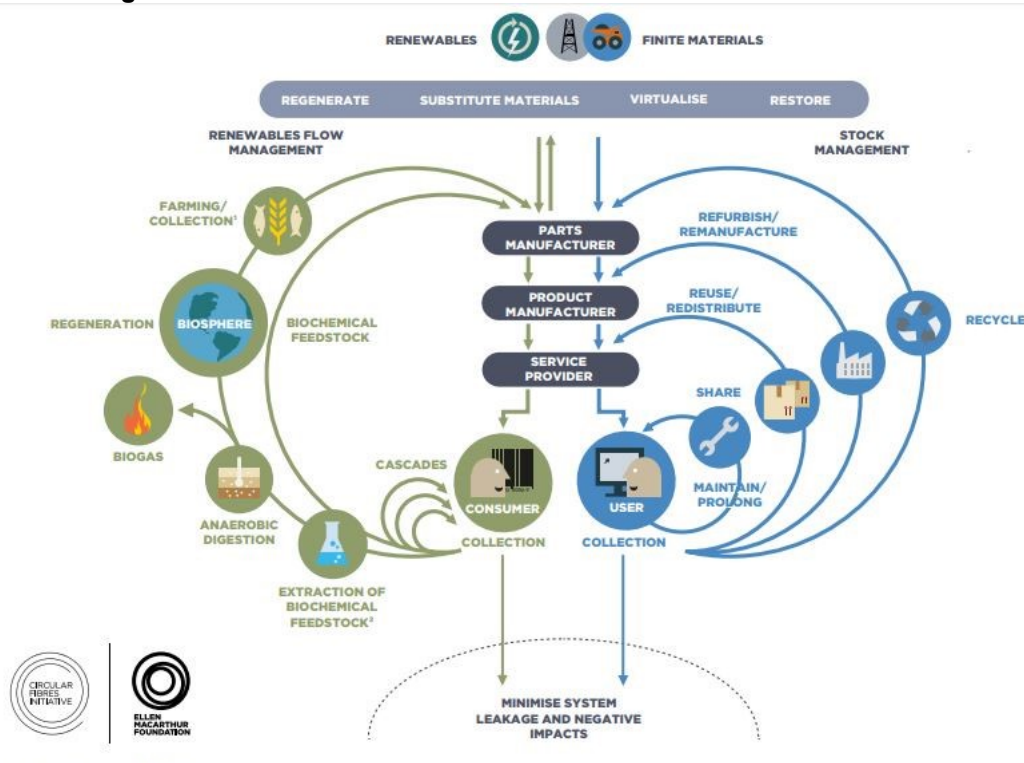 RENEWABLES
FINITE MATERIALS
REGENERATE
SUBSTITUTE MATERIALS
VIRTUALISE
RESTORE
RENEWABLES FLOW
MANAGEMENT
STOCK
MANAGEMENT
FARMING/
COLLECTION¹
PARTS
MANUFACTURER
REFURBISH/
REMANUFACTURE
REGENERATION
BIOSPHERE
BIOCHEMICAL
FEEDSTOCK
PRODUCT
MANUFACTURER
REUSE/
REDISTRIBUTE
RECYCLE
SERVICE
PROVIDER
SHARE
BIOGAS
CASCADES
CONSUMER
USER
MAINTAIN/
PROLONG
ANAEROBIC
DIGESTION
COLLECTION
COLLECTION
EXTRACTION OF
BIOCHEMICAL
FEEDSTOCK²
CIRCULAR
FIBRES
INITIATIVE
ELLEN
MACARTHUR
FOUNDATION
MINIMISE SYSTEM
LEAKAGE AND NEGATIVE
IMPACTS